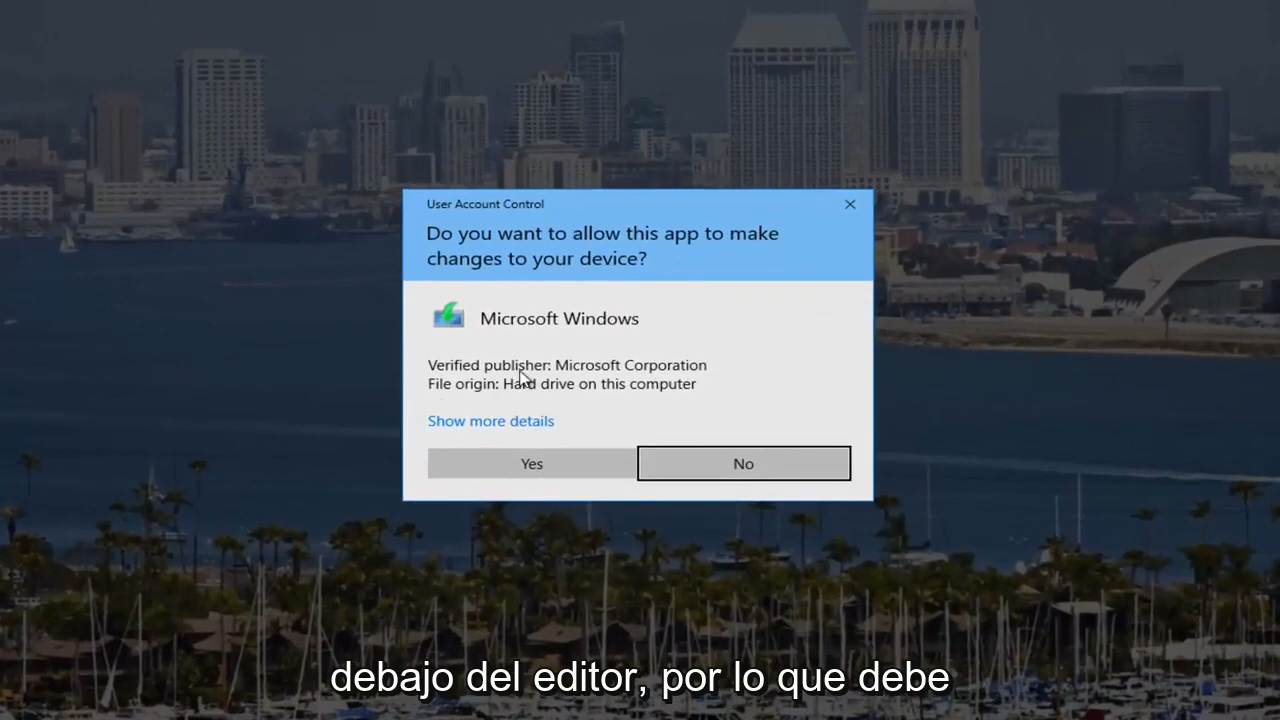 User Account Control
Do you want to allow this app to make
changes to your device?
Microsoft Windows
Verified publisher: Microsoft Corporation
File origin: Hard drive on this computer
Show more details
Yes
No
debajo del editor, por lo que debe